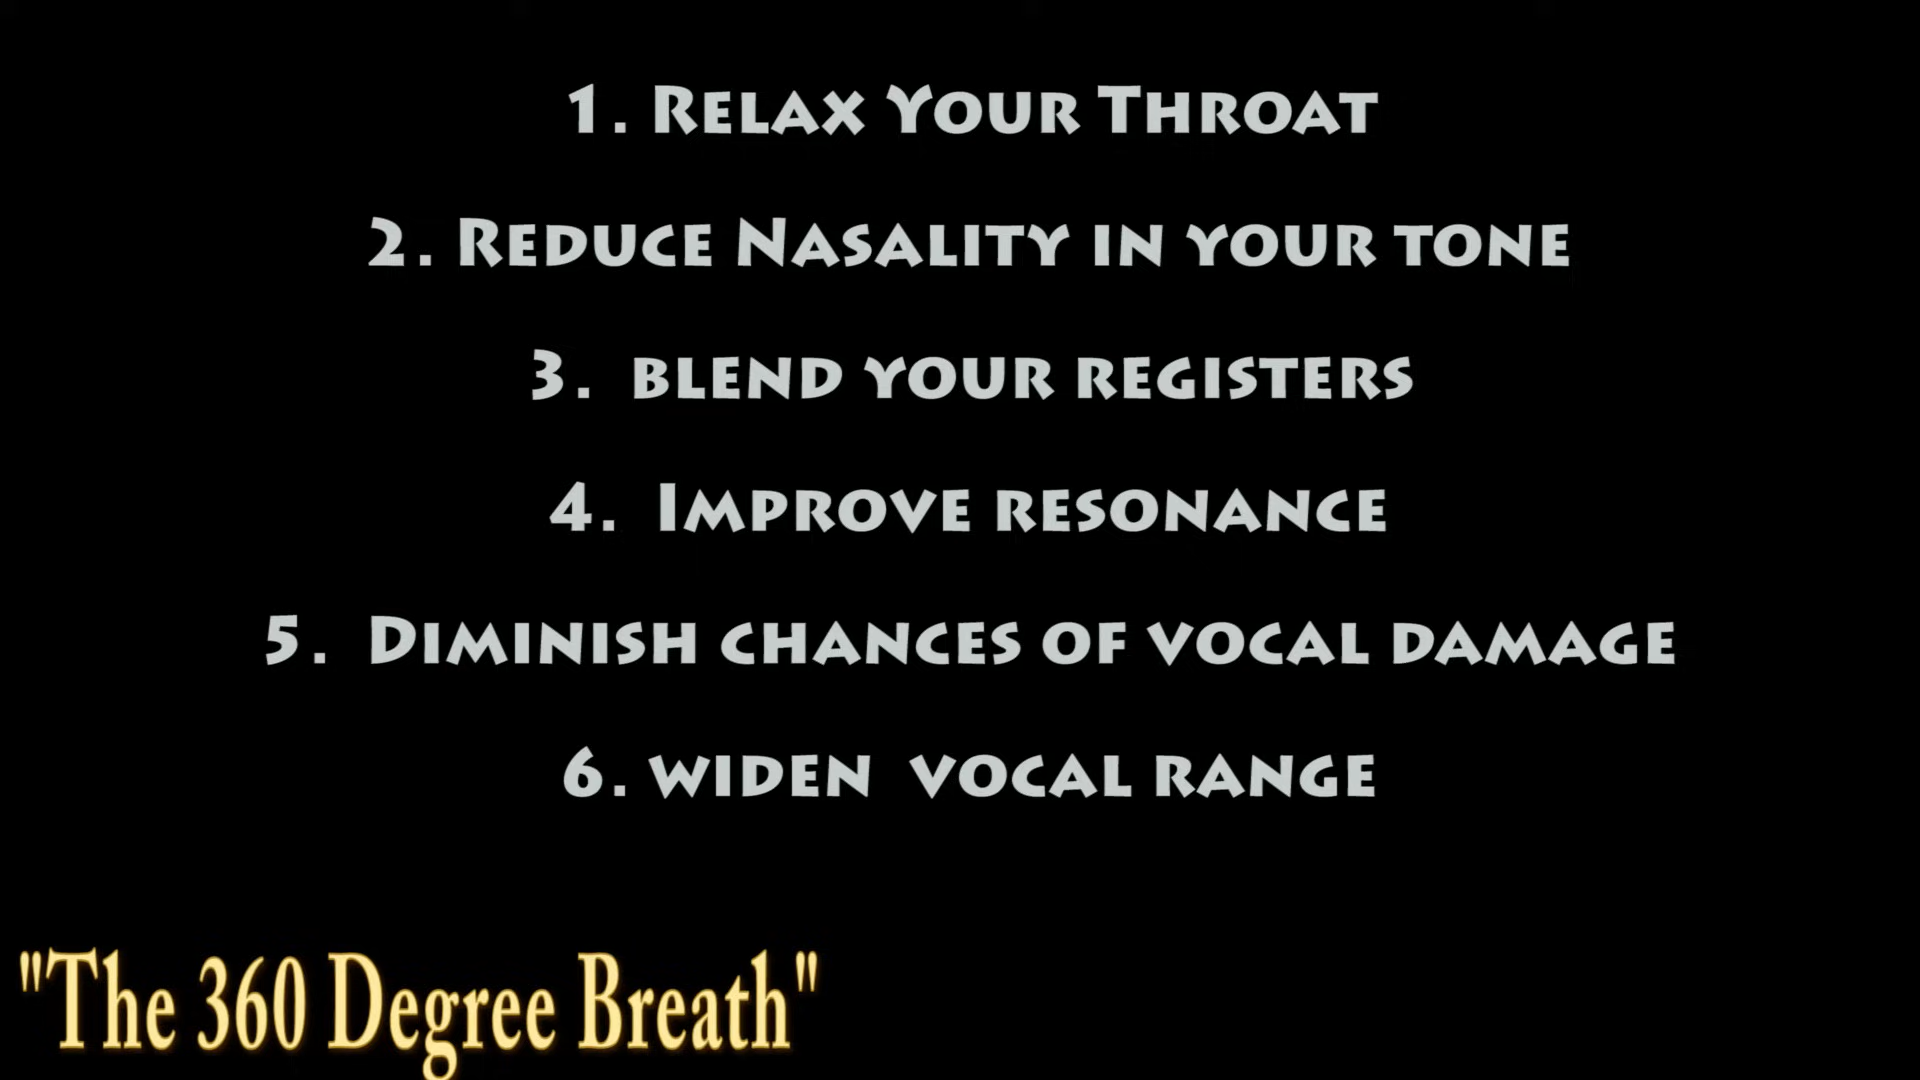 1. Relax Your Throat
2. Reduce Nasality in your tone
3. blend your registers
4. Improve resonance
5. Diminish chances of vocal damage
6. widen vocal range
"The 360 Degree Breath"